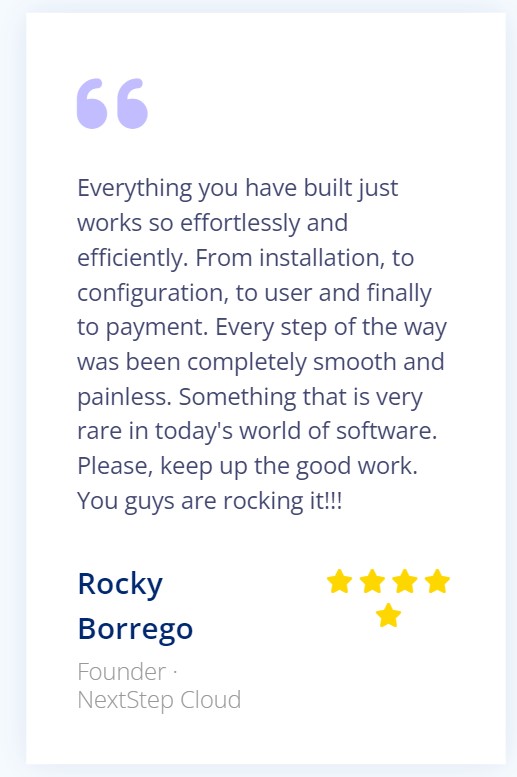 Everything you have built just
works so effortlessly and
efficiently. From installation, to
configuration, to user and finally
to payment. Every step of the way
was been completely smooth and
painless. Something that is very
rare in today's world of software.
Please, keep up the good work.
You guys are rocking it!!!
Rocky
Borrego
Founder ·
NextStep Cloud